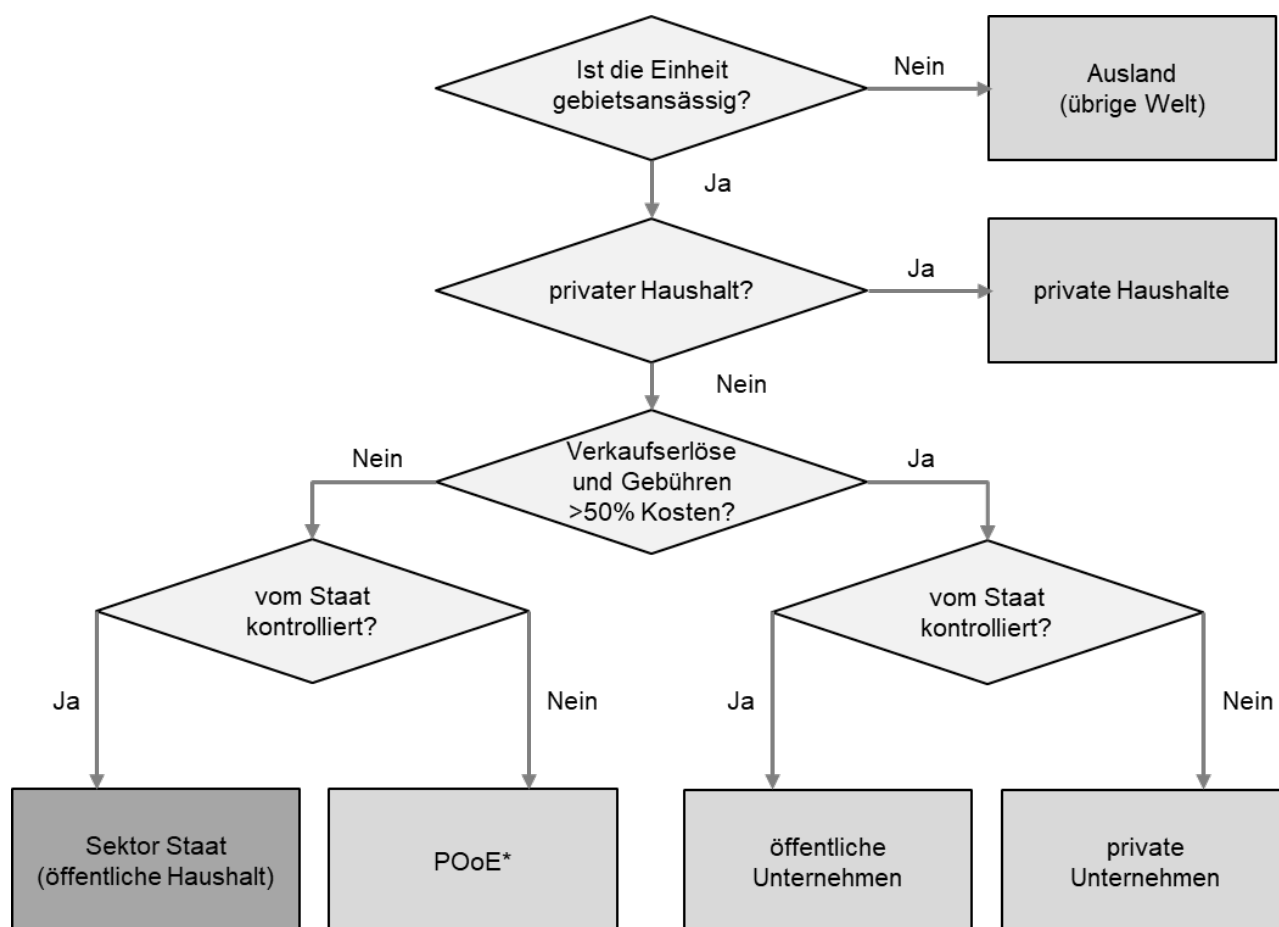 Ist die Einheit
gebietsansässig?
Nein
Ausland
(übrige Welt)
Ja
privater Haushalt?
Ja
private Haushalte
Nein
Nein
Verkaufserlöse
und Gebühren
>50% Kosten?
Ja
vom Staat
kontrolliert?
vom Staat
kontrolliert?
Ja
Nein
Ja
Nein
Sektor Staat
(öffentliche Haushalt)
POoE*
öffentliche
Unternehmen
private
Unternehmen